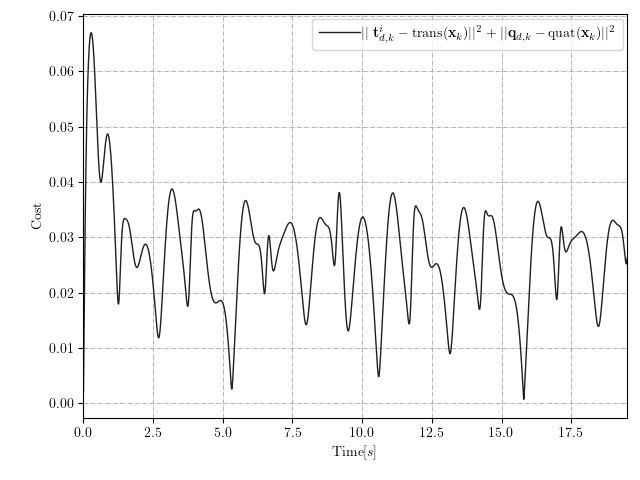 || t^i_{d,k} − trans(x_k)||^2 + ||q_{d,k} − quat(x_k)||^2
0.07
0.06
0.05
0.04
0.03
0.02
0.01
0.00
Cost
0.0 2.5 5.0 7.5 10.0 12.5 15.0 17.5
Time[s]